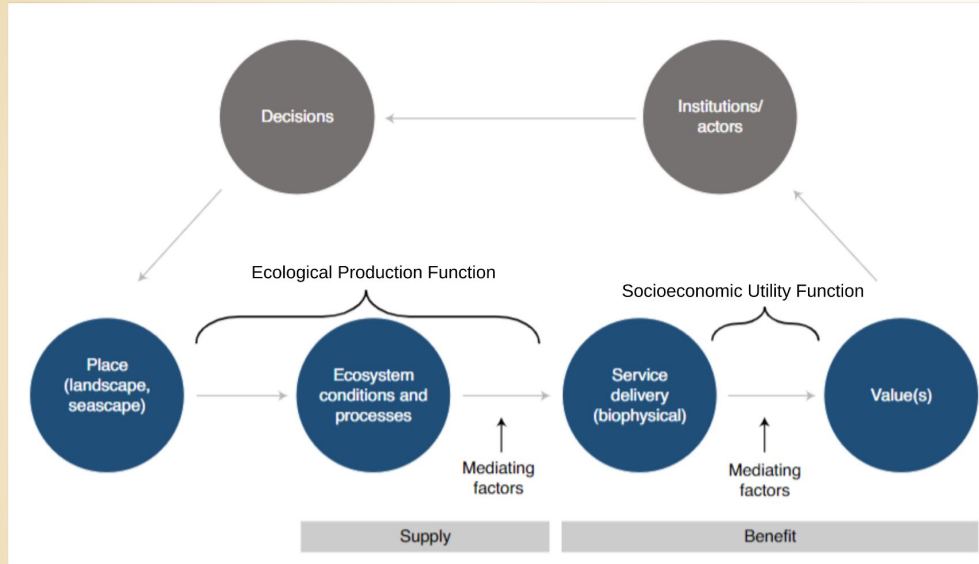 Decisions
Institutions/
actors
Ecological Production Function
Socioeconomic Utility Function
Place
(landscape,
seascape)
Ecosystem
conditions and
processes
Service
delivery
(biophysical)
Value(s)
Mediating
factors
Mediating
factors
Supply
Benefit